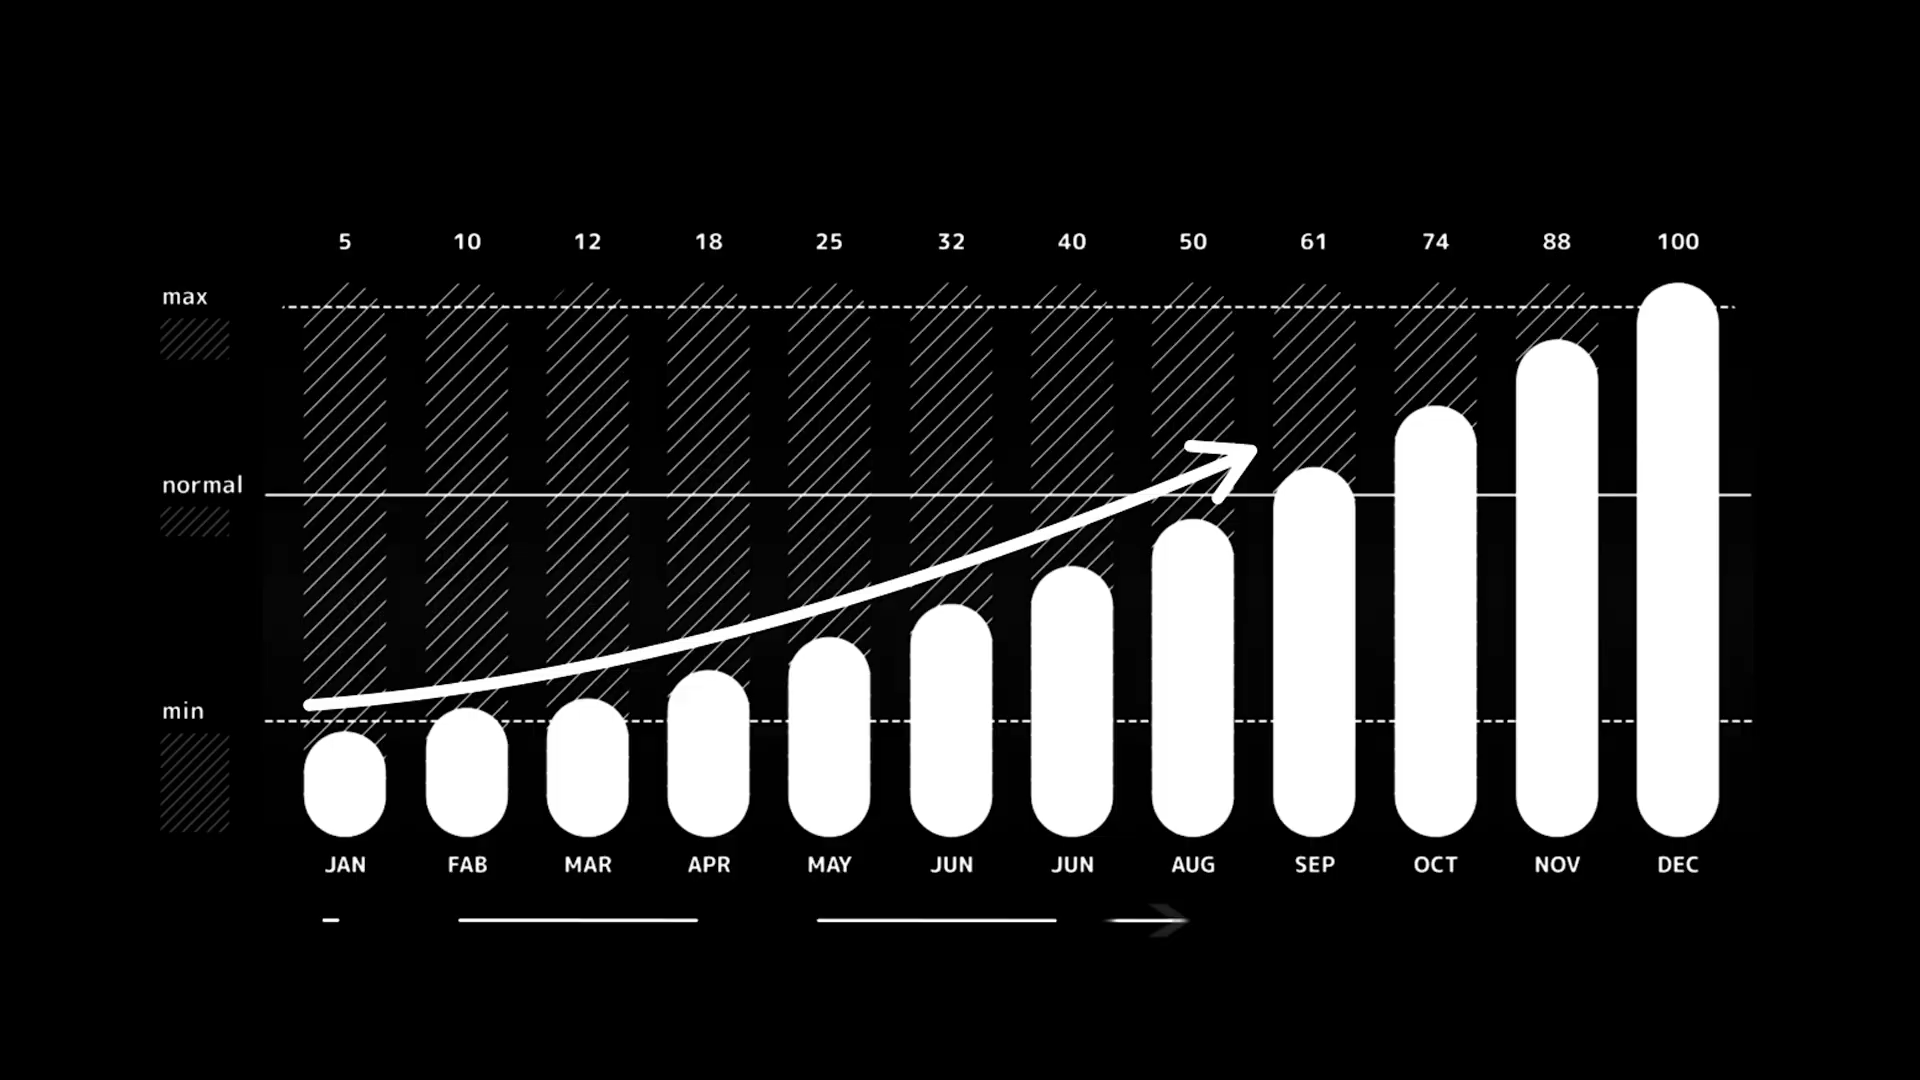 5 10 12 18 25 32 40 50 61 74 88 100
max
normal
min
JAN FAB MAR APR MAY JUN JUN AUG SEP OCT NOV DEC